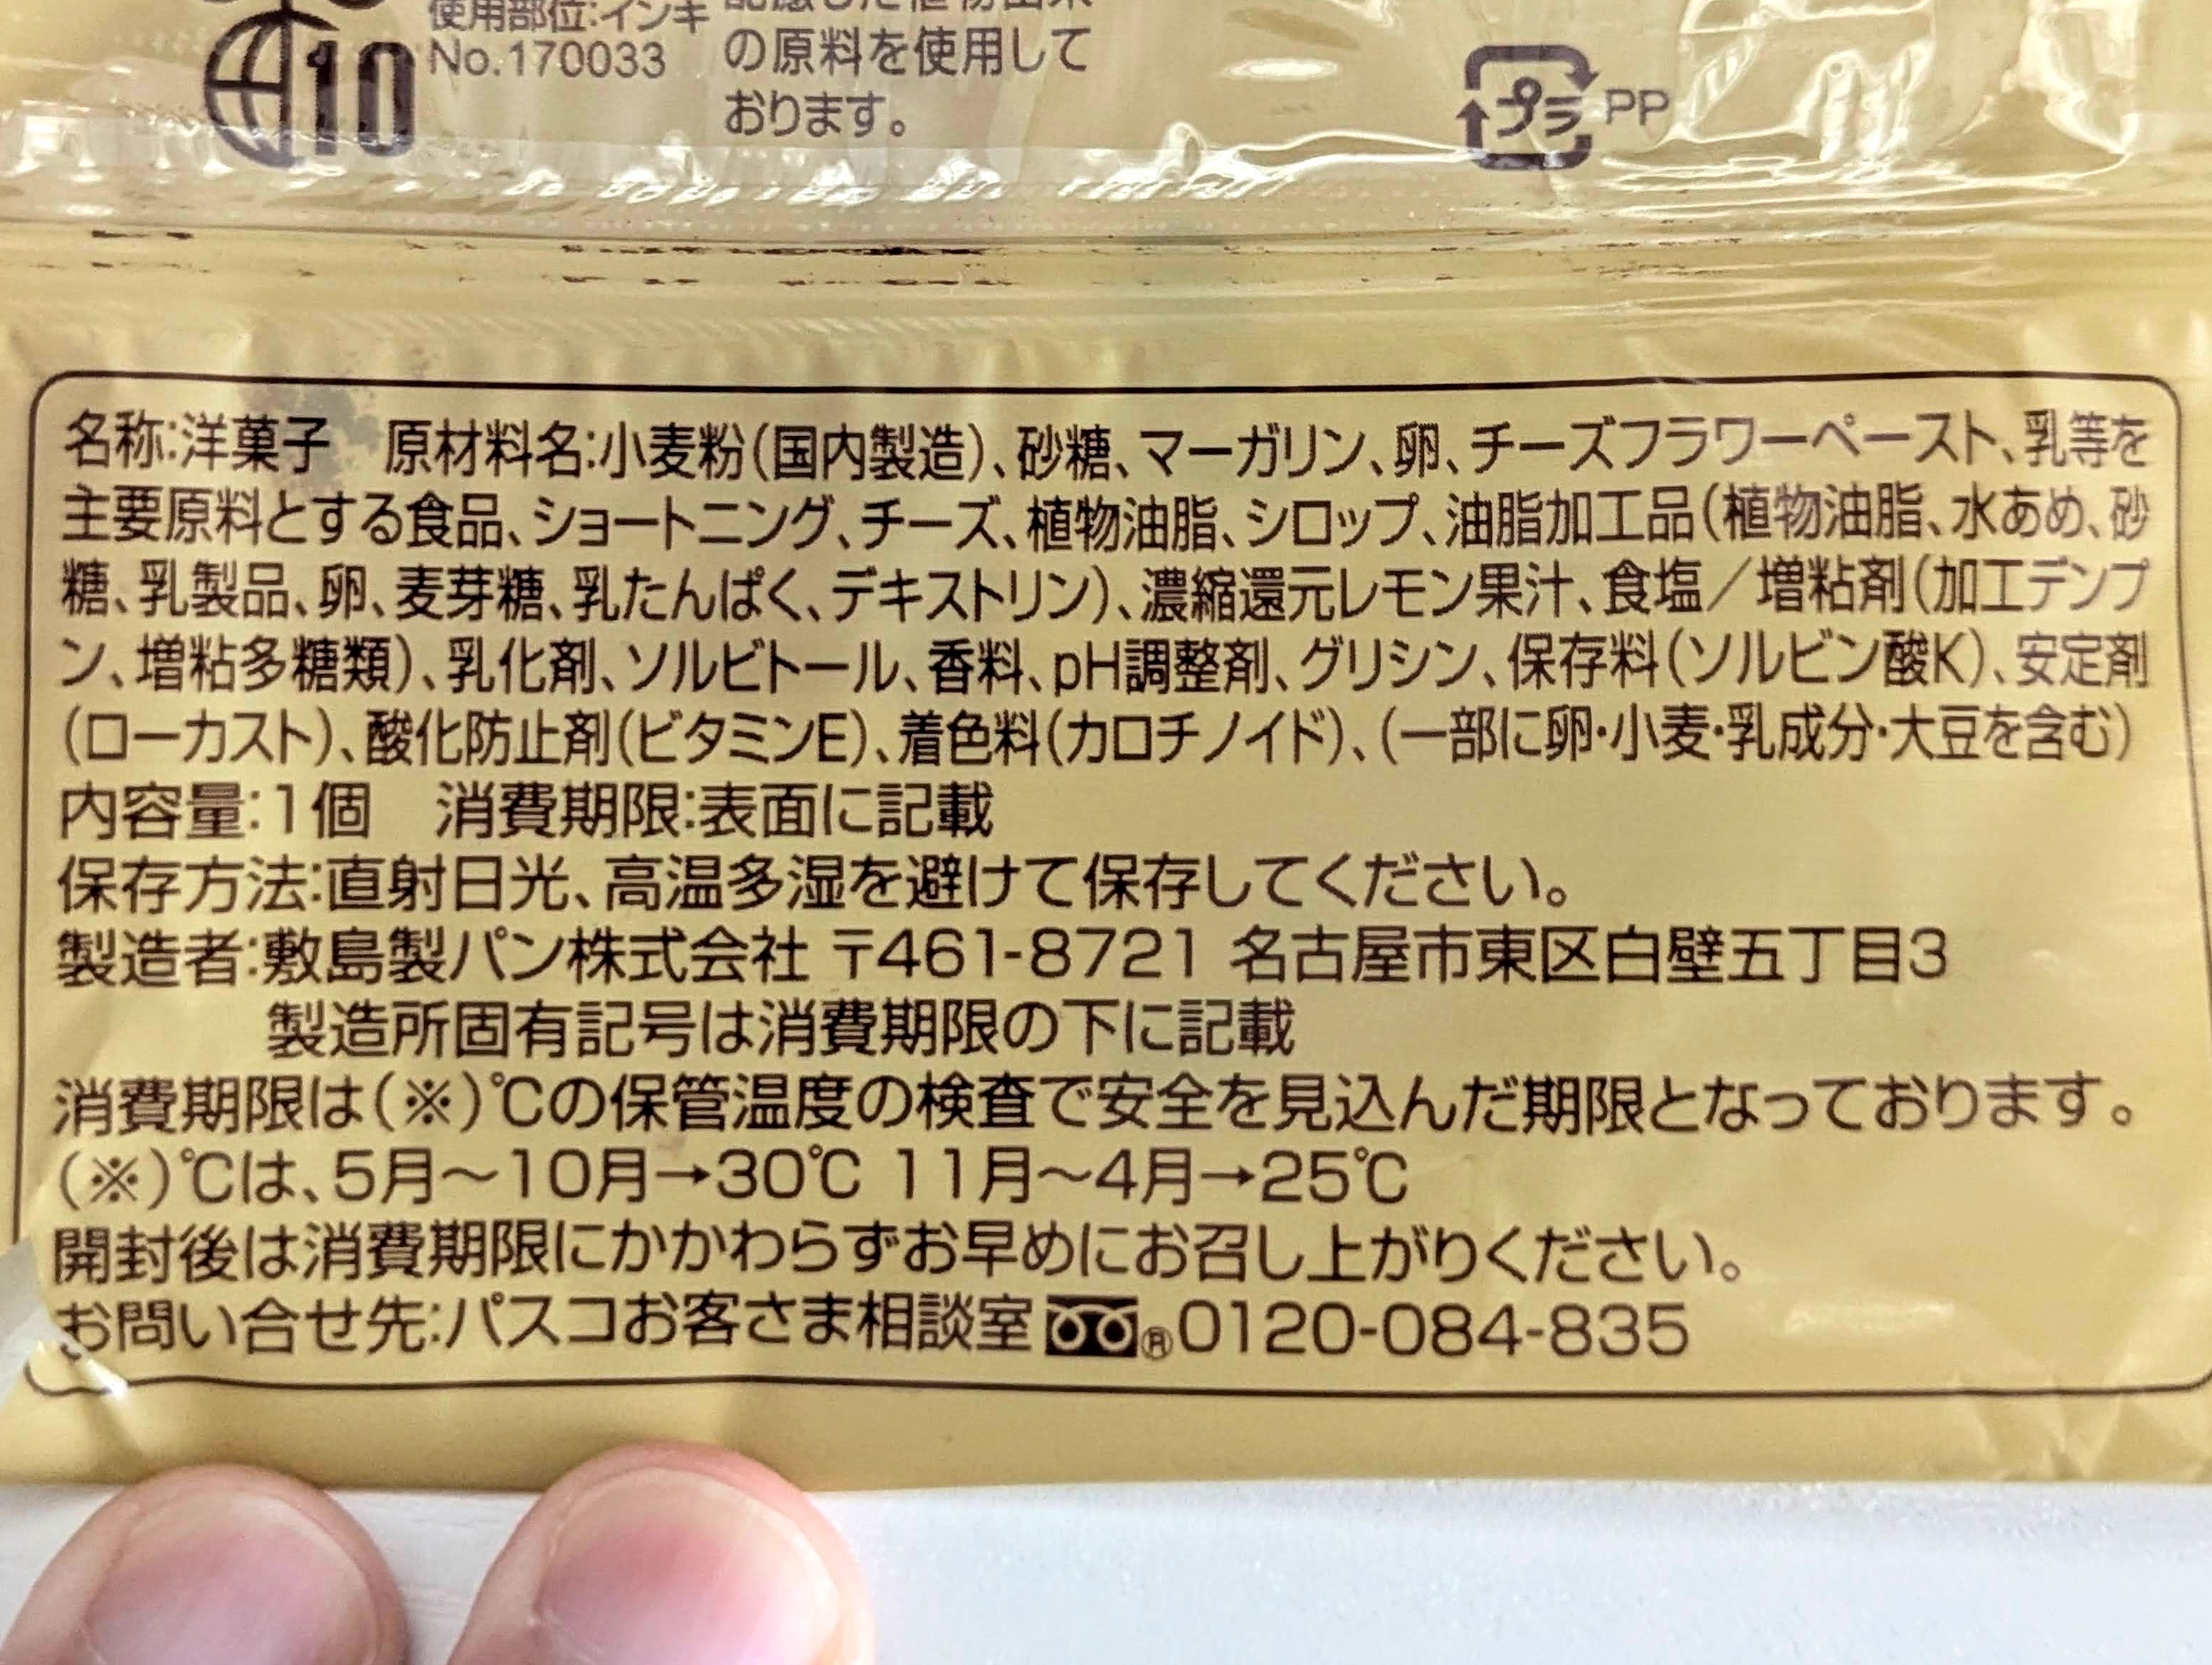 使用部位:インキ
No.170033
の原料を使用して
おります。
10
プラ PP
名称:洋菓子 原材料名:小麦粉(国内製造)、砂糖、マーガリン、卵、チーズフラワーペースト、乳等を
主要原料とする食品、ショートニング、チーズ、植物油脂、シロップ、油脂加工品(植物油脂、水あめ、砂
糖、乳製品、卵、麦芽糖、乳たんぱく、デキストリン)、濃縮還元レモン果汁、食塩/増粘剤(加工デンプ
ン、増粘多糖類)、乳化剤、ソルビトール、香料、pH調整剤、グリシン、保存料(ソルビン酸K)、安定剤
(ローカスト)、酸化防止剤(ビタミンE)、着色料(カロチノイド)、(一部に卵・小麦・乳成分・大豆を含む)
内容量:1個 消費期限:表面に記載
保存方法:直射日光、高温多湿を避けて保存してください。
製造者:敷島製パン株式会社 〒461-8721 名古屋市東区白壁五丁目3
製造所固有記号は消費期限の下に記載
消費期限は(※)℃の保管温度の検査で安全を見込んだ期限となっております。
(※)℃は、5月～10月→30℃ 11月～4月→25℃
開封後は消費期限にかかわらずお早めにお召し上がりください。
お問い合せ先:パスコお客さま相談室 ㊊0120-084-835